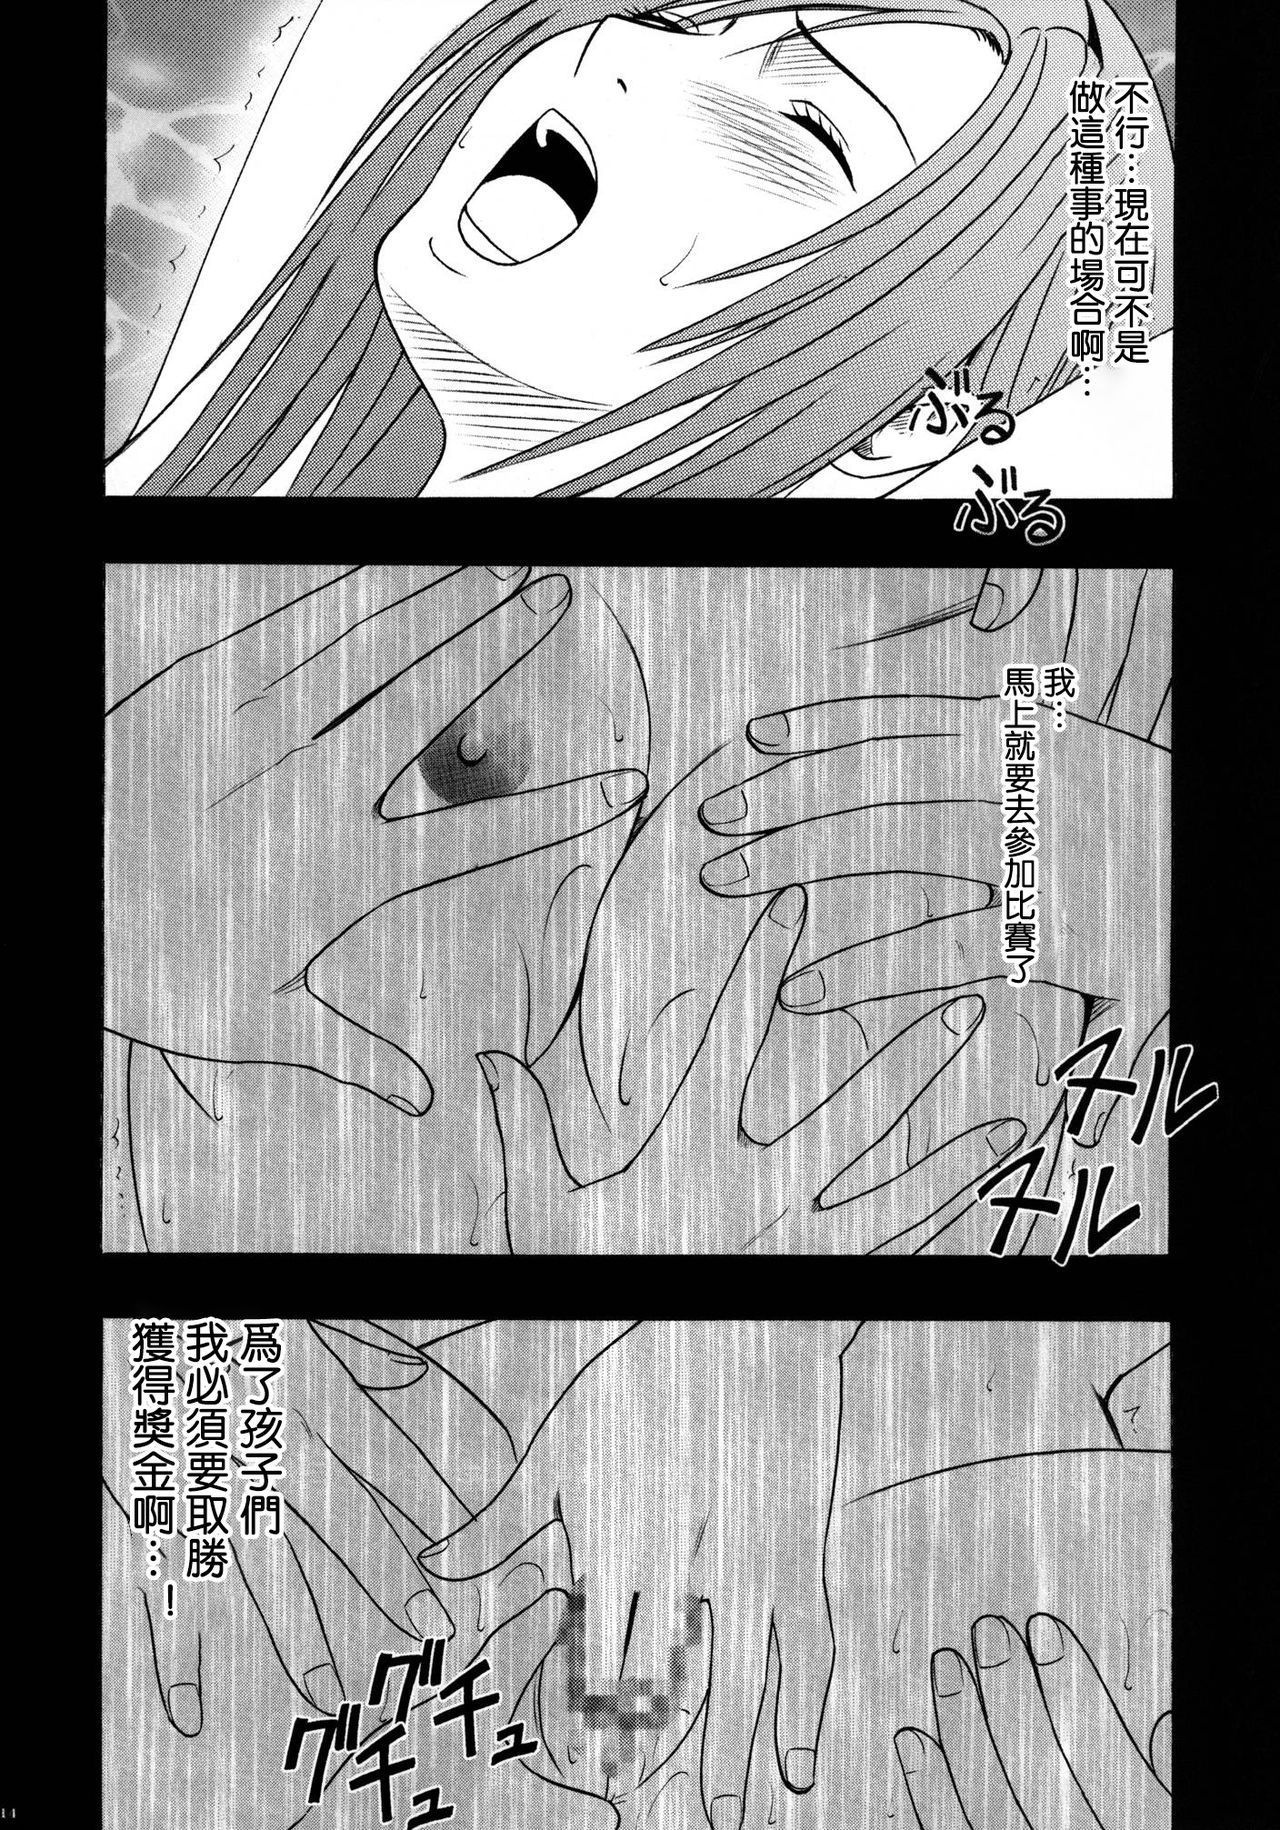 不行…現在可不是
做這種事的場合啊…
ぶる
ぶる
我…
馬上就要去參加比賽了
ヌル
ヌル
爲了孩子們
我必須要取勝
獲得獎金啊…！
グチュ
グチュ
14